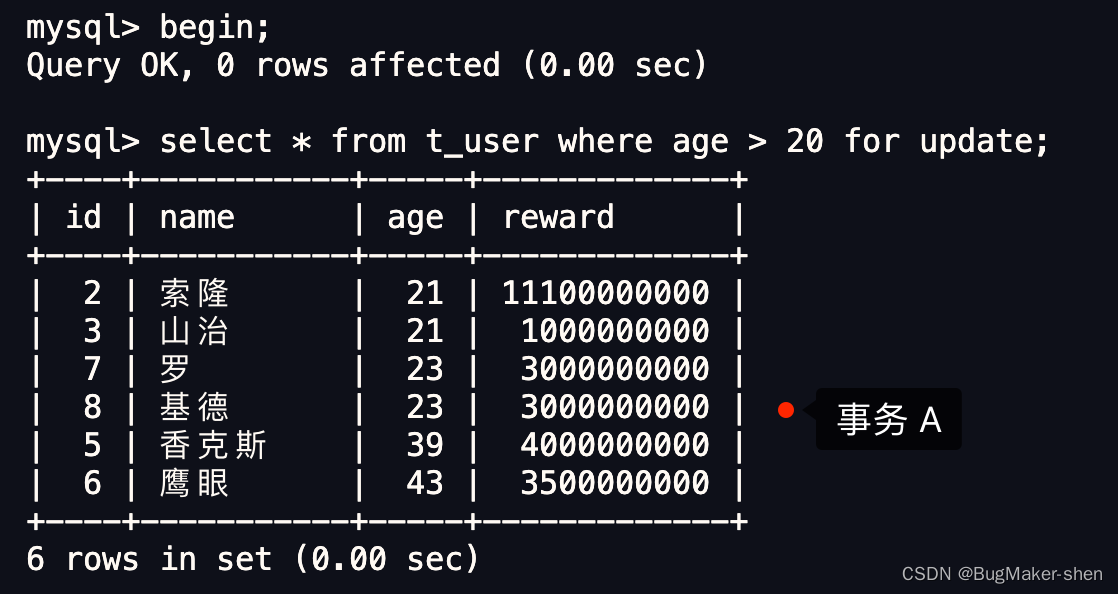 mysql> begin;
Query OK, 0 rows affected (0.00 sec)
mysql> select * from t_user where age > 20 for update;
+----+-----------+-----+-------------+
| id | name | age | reward |
+----+-----------+-----+-------------+
| 2 | 索隆 | 21 | 11100000000 |
| 3 | 山治 | 21 | 1000000000 |
| 7 | 罗 | 23 | 3000000000 |
| 8 | 基德 | 23 | 3000000000 |
事务 A
| 5 | 香克斯 | 39 | 4000000000 |
| 6 | 鹰眼 | 43 | 3500000000 |
+----+-----------+-----+-------------+
6 rows in set (0.00 sec)
CSDN @BugMaker-shen